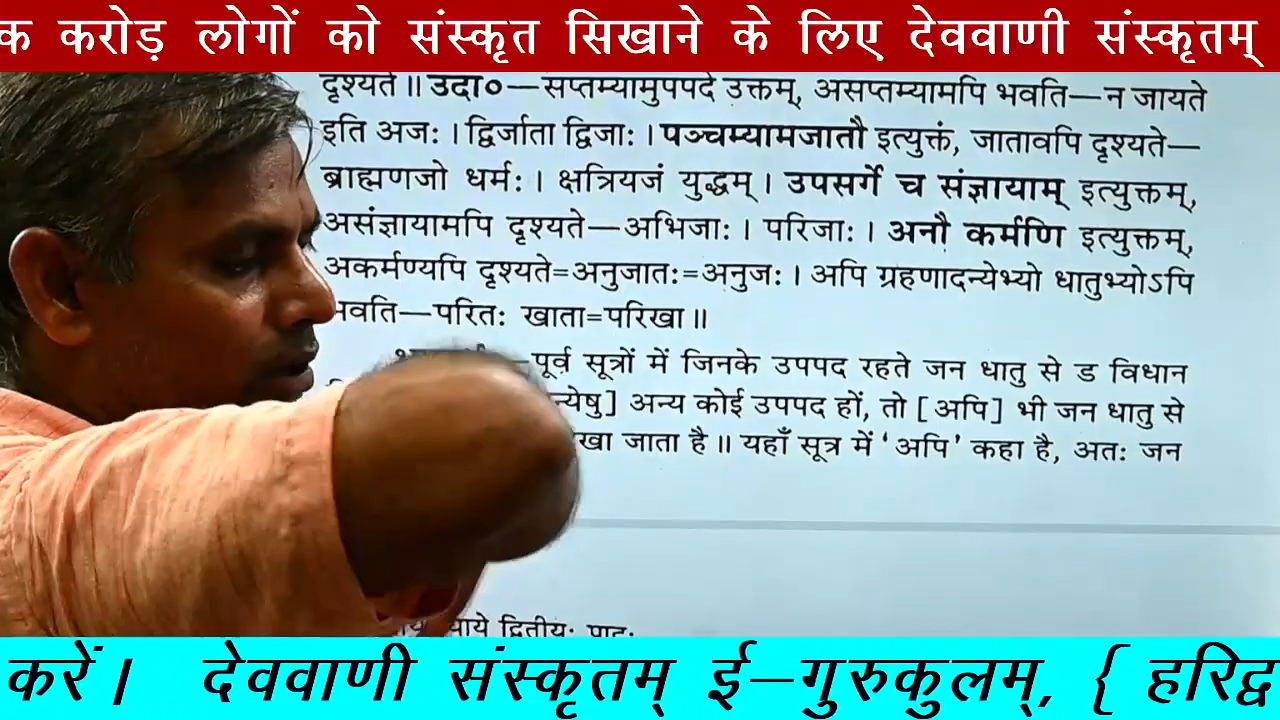 क करोड़ लोगों को संस्कृत सिखाने के लिए देववाणी संस्कृतम्
दृश्यते ॥ उदा०—सप्तम्यामुपपदे उक्तम्, असप्तम्यामपि भवति—न जायते
इति अजः । द्विर्जाता द्विजाः । पञ्चम्यामजातौ इत्युक्तं, जातावपि दृश्यते—
ब्राह्मणजो धर्मः । क्षत्रियजं युद्धम् । उपसर्गे च संज्ञायाम् इत्युक्तम्,
असंज्ञायामपि दृश्यते—अभिजाः । परिजाः । अनौ कर्मणि इत्युक्तम्,
अकर्मण्यपि दृश्यते=अनुजातः=अनुजः । अपि ग्रहणादन्येभ्यो धातुभ्योऽपि
भवति—परितः खाता=परिखा ॥
—पूर्व सूत्रों में जिनके उपपद रहते जन धातु से ड विधान
न्येषु] अन्य कोई उपपद हों, तो [अपि] भी जन धातु से
खा जाता है ॥ यहाँ सूत्र में ‘अपि’ कहा है, अतः जन
द्वितीयः पादः
करें। देववाणी संस्कृतम् ई-गुरुकुलम्, { हरिद्व